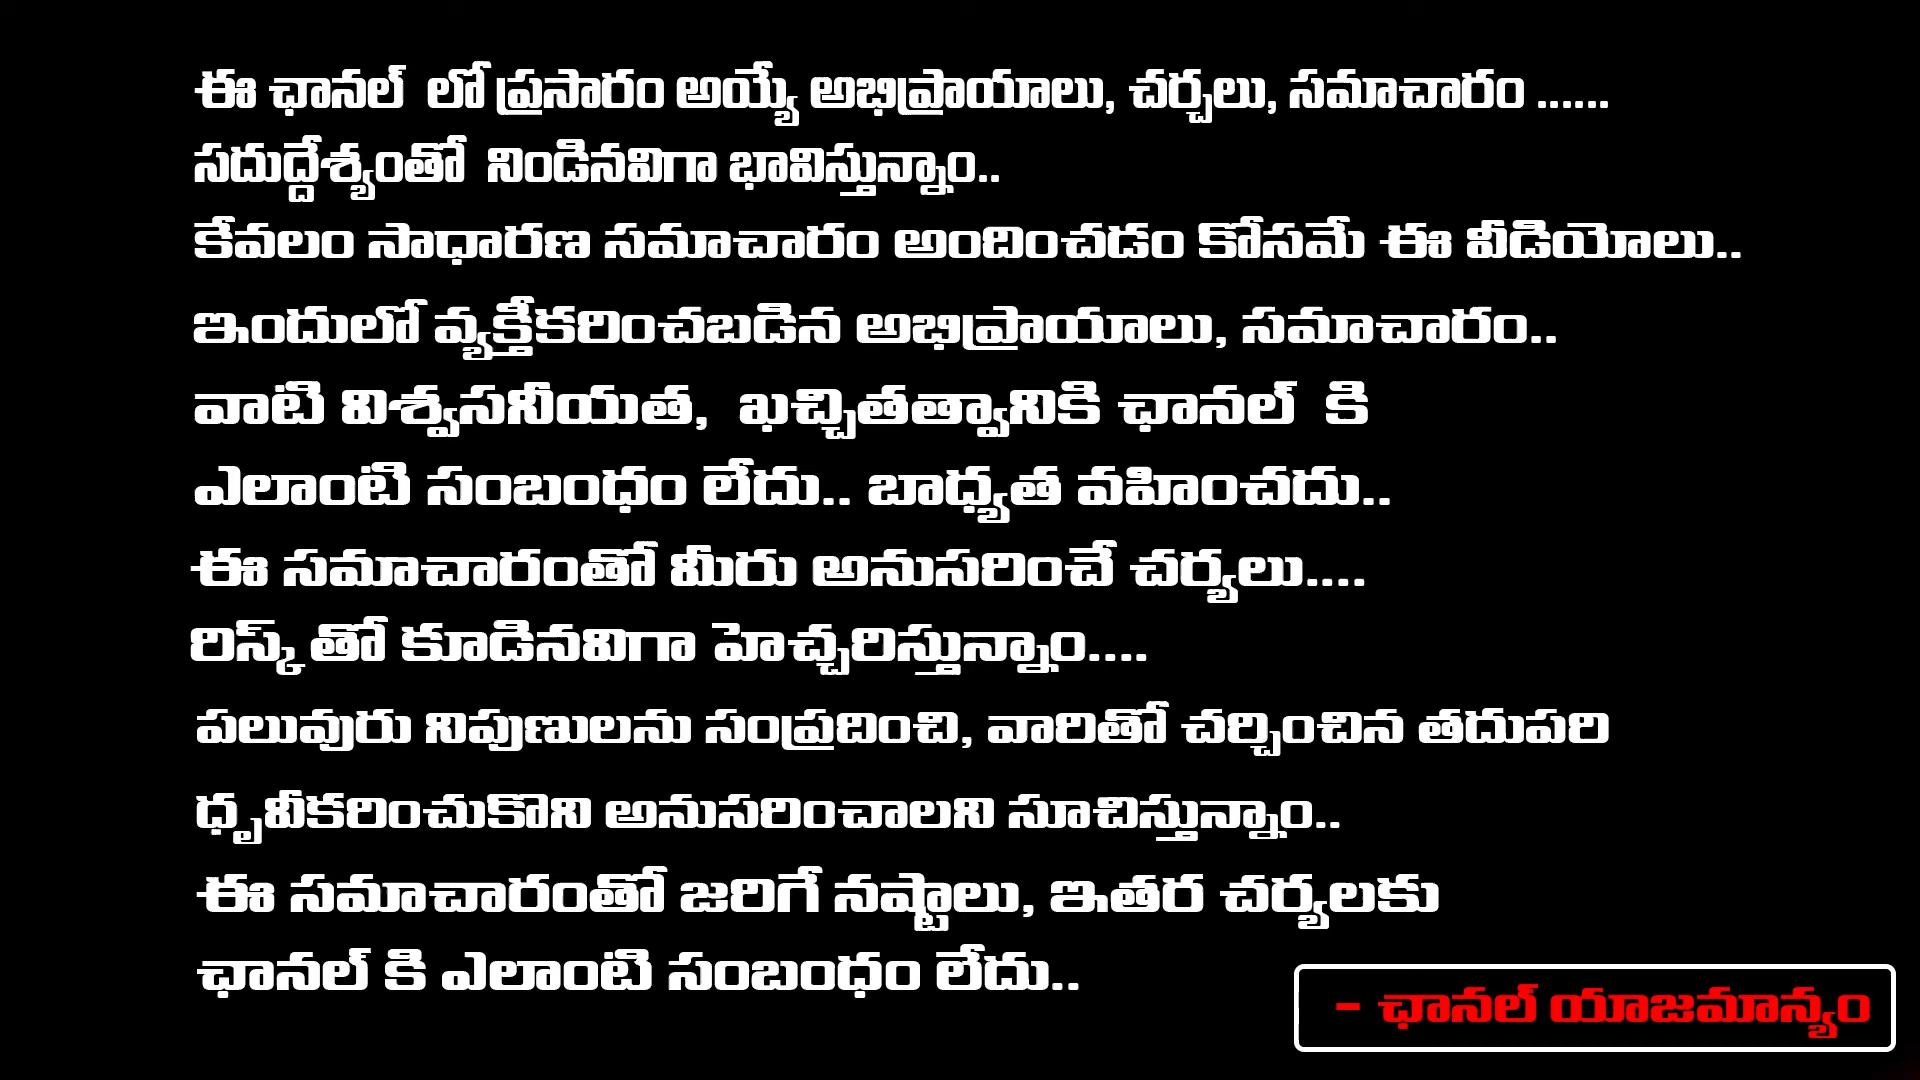 ఈ ఛానల్ లో ప్రసారం అయ్యే అభిప్రాయాలు, చర్చలు, సమాచారం ......
సదుద్దేశ్యంతో నిండినవిగా భావిస్తున్నాం..
కేవలం సాధారణ సమాచారం అందించడం కోసమే ఈ వీడియోలు..
ఇందులో వ్యక్తీకరించబడిన అభిప్రాయాలు, సమాచారం..
వాటి విశ్వసనీయత, ఖచ్చితత్వానికి ఛానల్ కి
ఎలాంటి సంబంధం లేదు.. బాధ్యత వహించదు..
ఈ సమాచారంతో మీరు అనుసరించే చర్యలు....
రిస్క్ తో కూడినవిగా హెచ్చరిస్తున్నాం....
పలువురు నిపుణులను సంప్రదించి, వారితో చర్చించిన తదుపరి
ధృవీకరించుకొని అనుసరించాలని సూచిస్తున్నాం..
ఈ సమాచారంతో జరిగే నష్టాలు, ఇతర చర్యలకు
ఛానల్ కి ఎలాంటి సంబంధం లేదు..
- ఛానల్ యాజమాన్యం